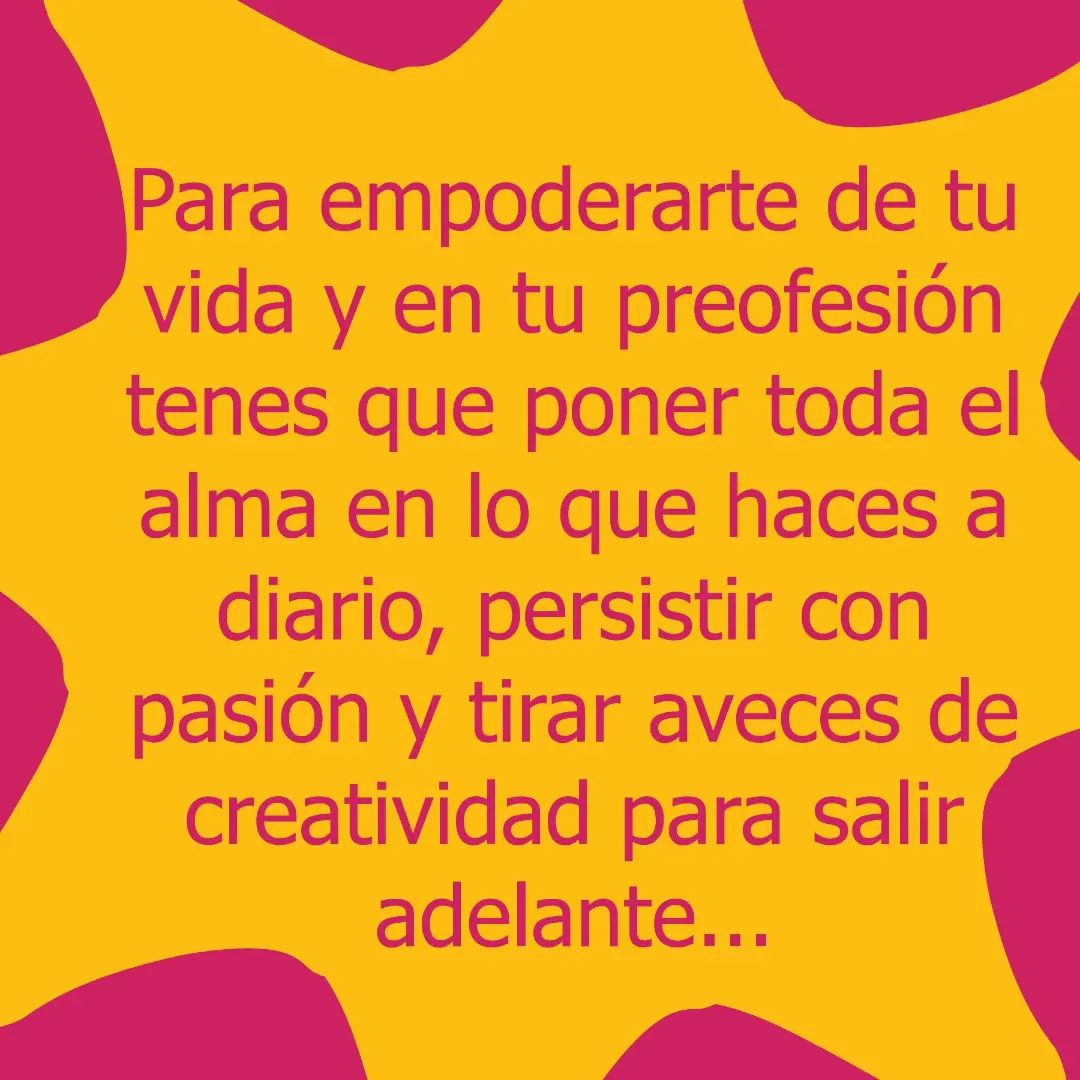 Para empoderarte de tu
vida y en tu preofesión
tenes que poner toda el
alma en lo que haces a
diario, persistir con
pasión y tirar aveces de
creatividad para salir
adelante...